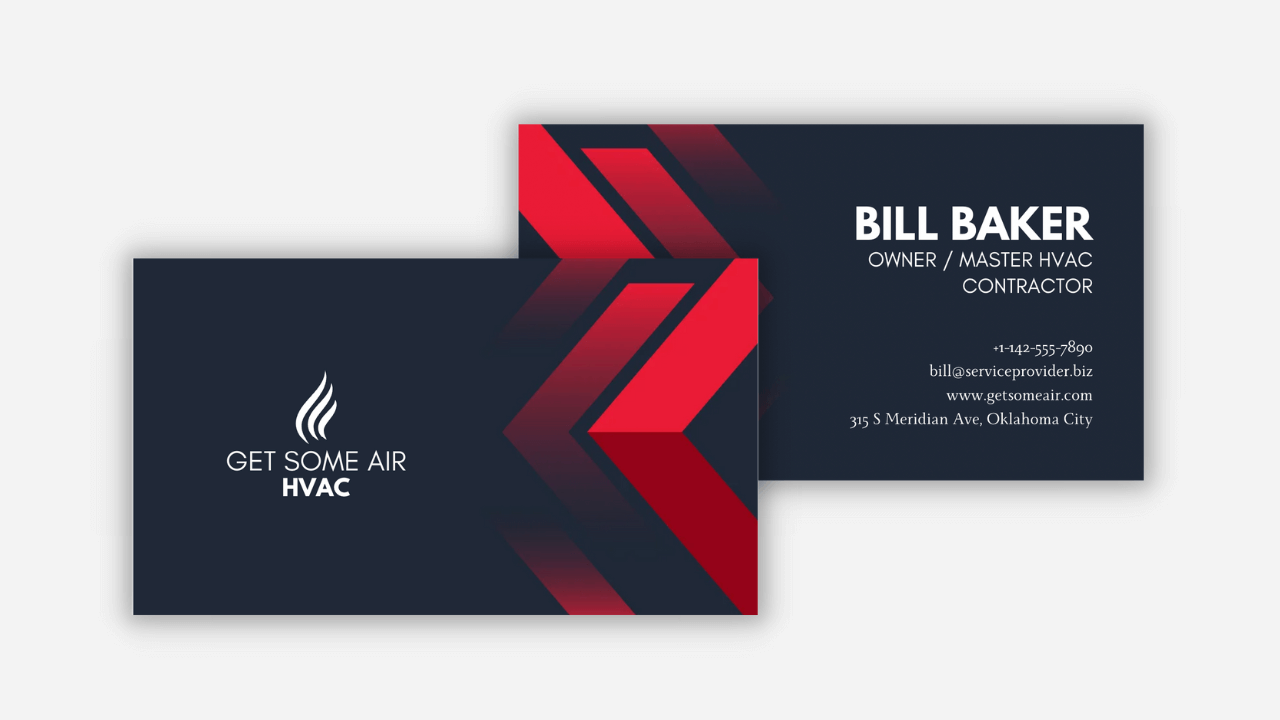 BILL BAKER
OWNER / MASTER HVAC
CONTRACTOR
+1-142-555-7890
bill@serviceprovider.biz
www.getsomeair.com
315 S Meridian Ave, Oklahoma City
GET SOME AIR
HVAC